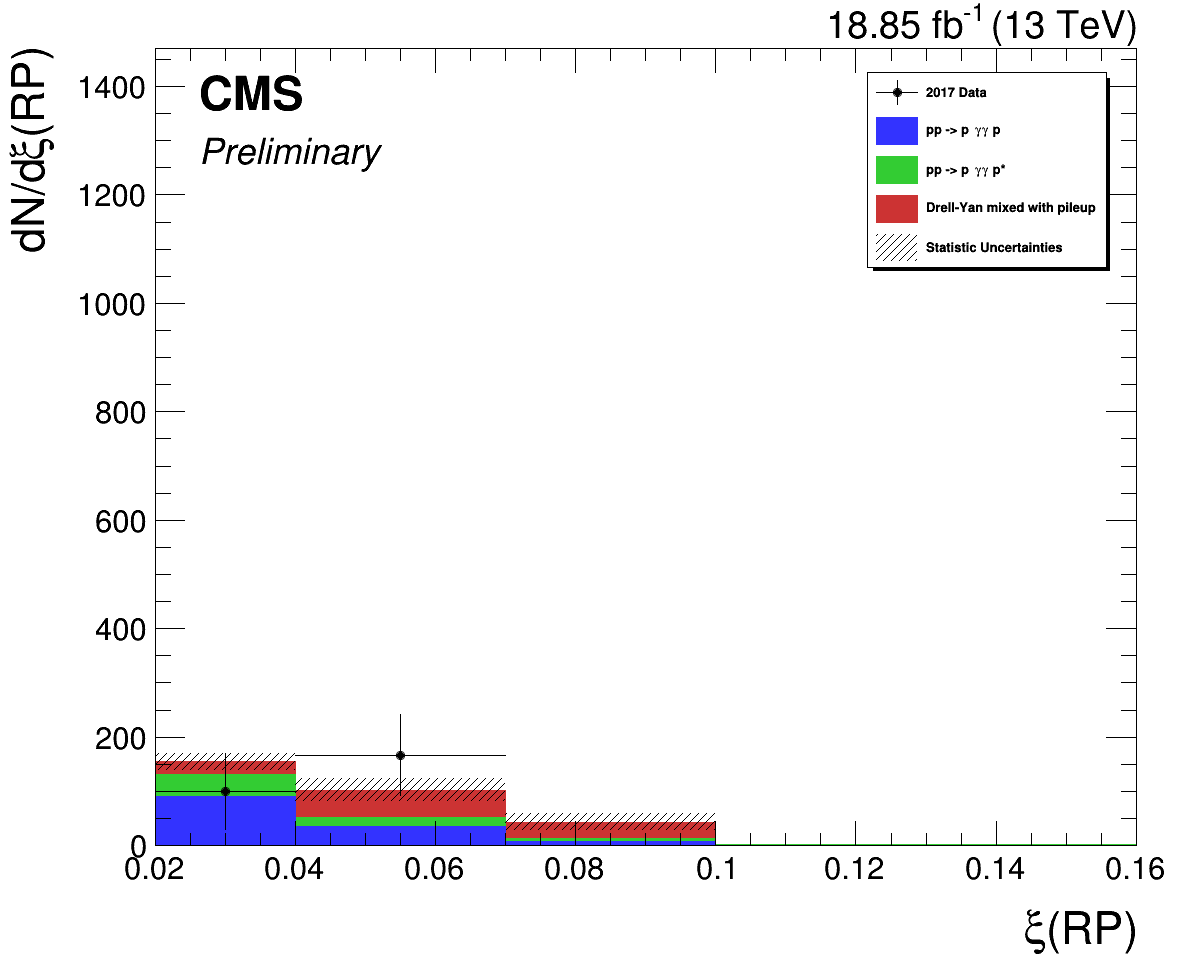 18.85 fb⁻¹ (13 TeV)
dN/dξ(RP)
CMS
Preliminary
2017 Data
pp -> p γγ p
pp -> p γγ p*
Drell-Yan mixed with pileup
Statistic Uncertainties
1400
1200
1000
800
600
400
200
0
0.02 0.04 0.06 0.08 0.1 0.12 0.14 0.16
ξ(RP)